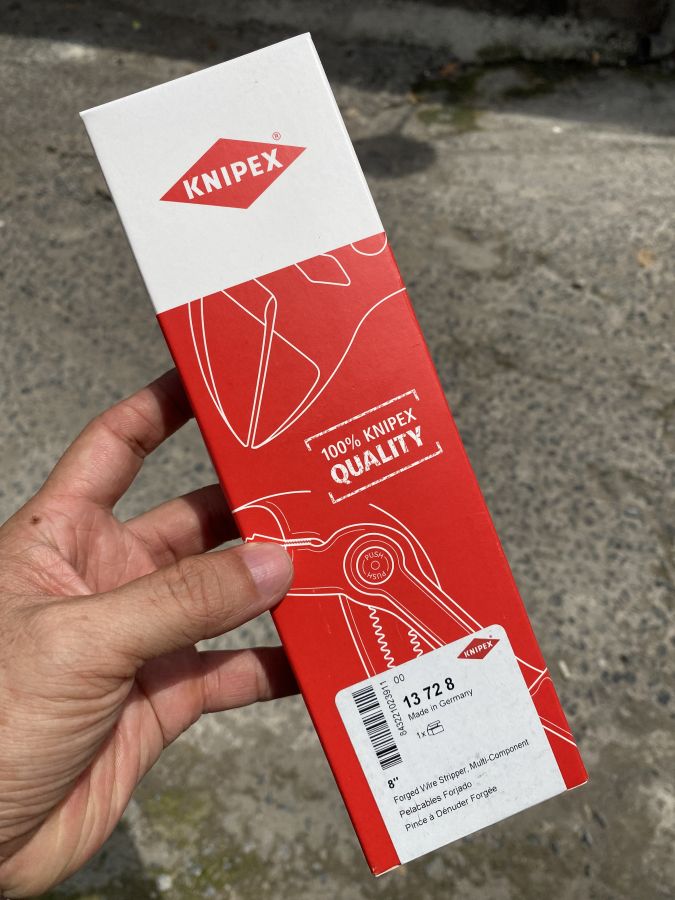 KNIPEX®
100% KNIPEX
QUALITY
PUSH
PUSH
KNIPEX
00
13 72 8
Made in Germany
1x
843221023911
8"
Forged Wire Stripper, Multi-Component
Pelacables Forjado
Pince à Dénuder Forgée